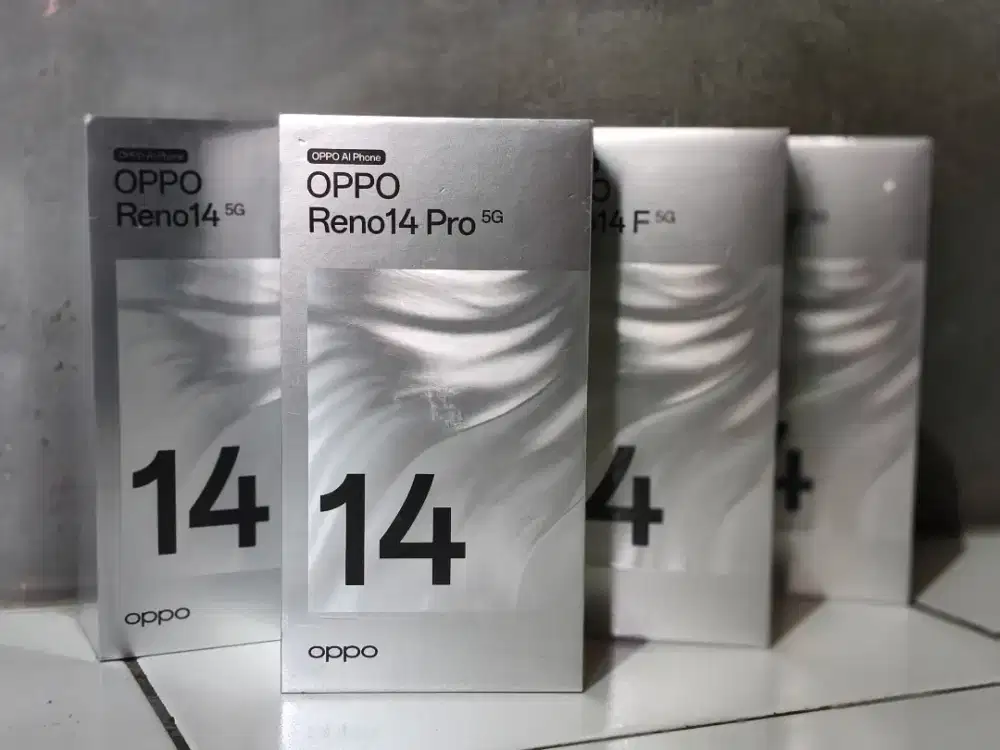 OPPO AI Phone
OPPO
Reno14 5G
14
oppo
OPPO AI Phone
OPPO
Reno14 Pro 5G
14
oppo
O
14 F 5G
4
4